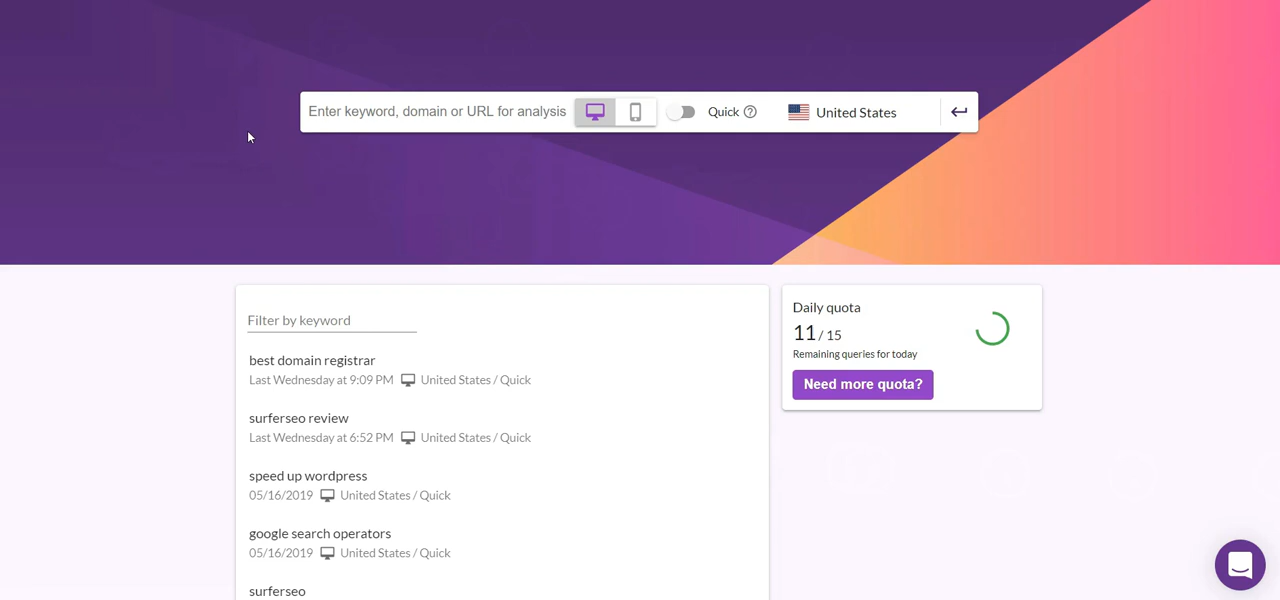 Enter keyword, domain or URL for analysis Quick United States
Filter by keyword
best domain registrar
Last Wednesday at 9:09 PM United States / Quick
surferseo review
Last Wednesday at 6:52 PM United States / Quick
speed up wordpress
05/16/2019 United States / Quick
google search operators
05/16/2019 United States / Quick
surferseo
Daily quota
11 / 15
Remaining queries for today
Need more quota?